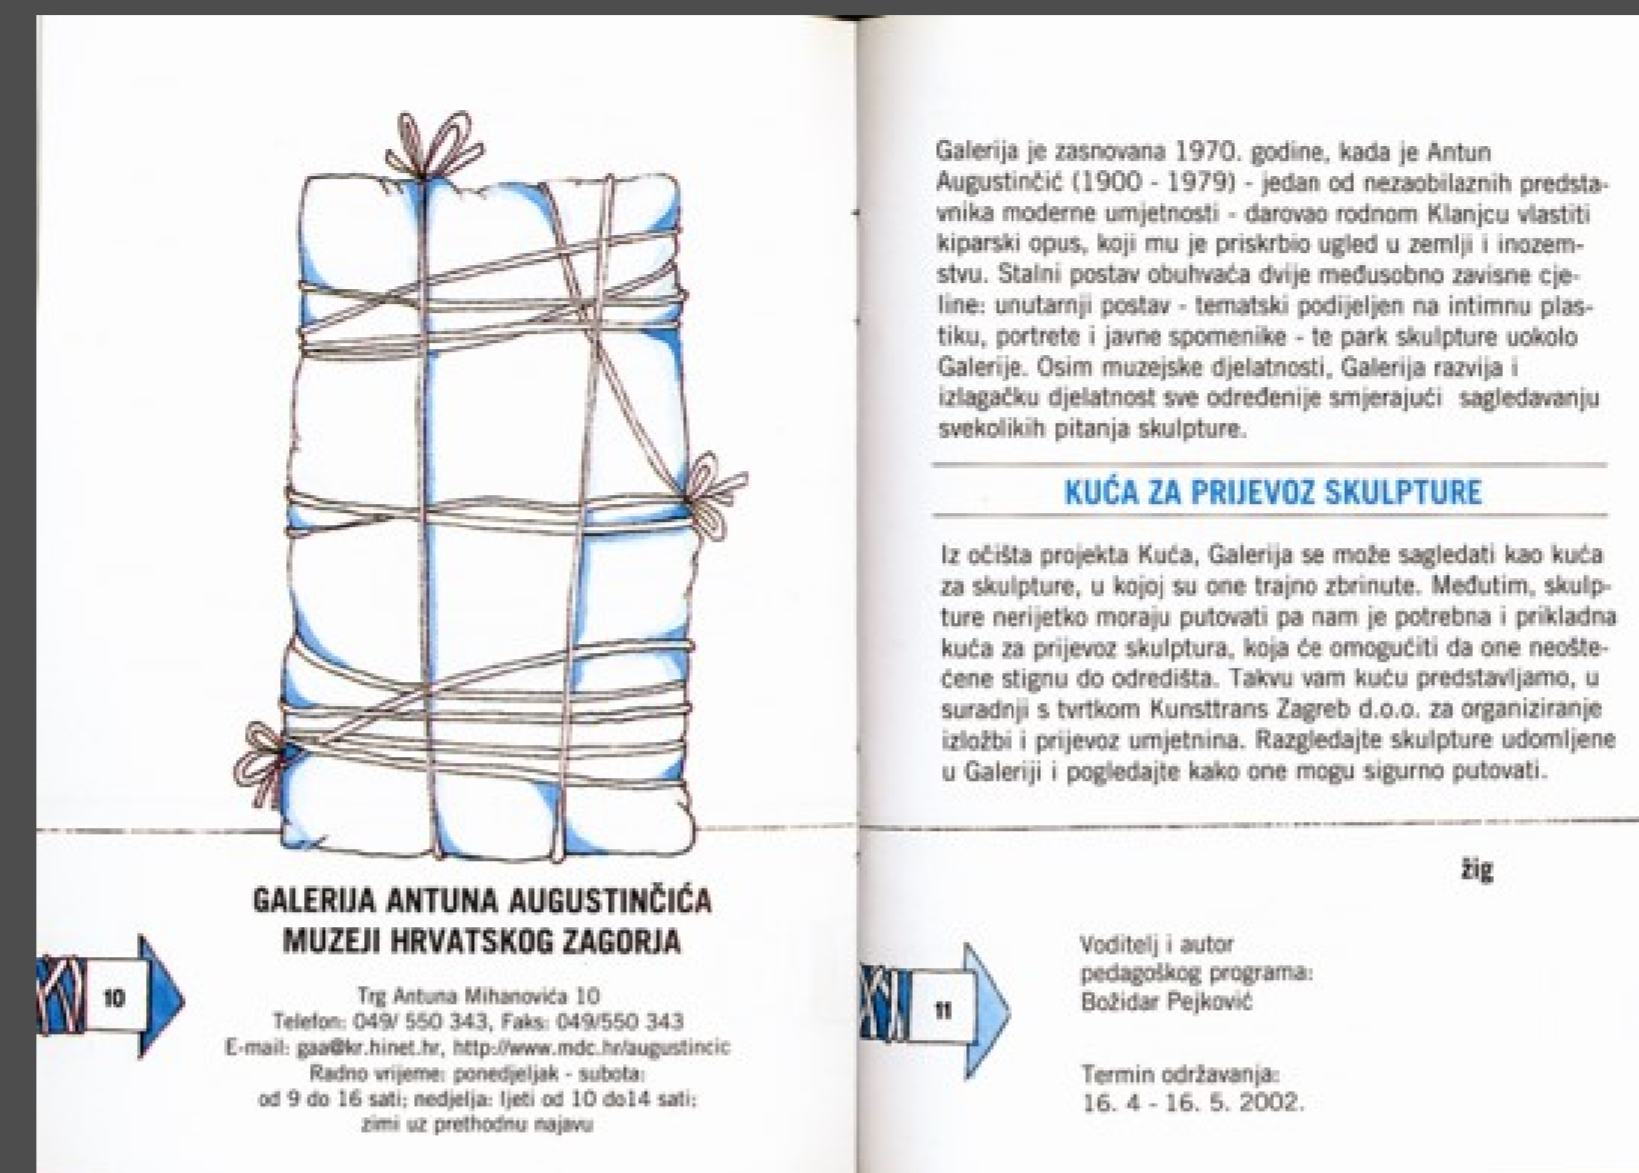 GALERIJA ANTUNA AUGUSTINČIĆA
MUZEJI HRVATSKOG ZAGORJA
10
Trg Antuna Mihanovića 10
Telefon: 049/ 550 343, Faks: 049/550 343
E-mail: gaa@kr.hinet.hr, http://www.mdc.hr/augustincic
Radno vrijeme: ponedjeljak - subota:
od 9 do 16 sati; nedjelja: ljeti od 10 do14 sati;
zimi uz prethodnu najavu
Galerija je zasnovana 1970. godine, kada je Antun
Augustinčić (1900 - 1979) - jedan od nezaobilaznih predsta-
vnika moderne umjetnosti - darovao rodnom Klanjcu vlastiti
kiparski opus, koji mu je priskrbio ugled u zemlji i inozem-
stvu. Stalni postav obuhvaća dvije međusobno zavisne cje-
line: unutarnji postav - tematski podijeljen na intimnu plas-
tiku, portrete i javne spomenike - te park skulpture uokolo
Galerije. Osim muzejske djelatnosti, Galerija razvija i
izlagačku djelatnost sve određenije smjerajući sagledavanju
svekolikih pitanja skulpture.
KUĆA ZA PRIJEVOZ SKULPTURE
Iz očišta projekta Kuća, Galerija se može sagledati kao kuća
za skulpture, u kojoj su one trajno zbrinute. Međutim, skulp-
ture nerijetko moraju putovati pa nam je potrebna i prikladna
kuća za prijevoz skulptura, koja će omogućiti da one neošte-
ćene stignu do odredišta. Takvu vam kuću predstavljamo, u
suradnji s tvrtkom Kunsttrans Zagreb d.o.o. za organiziranje
izložbi i prijevoz umjetnina. Razgledajte skulpture udomljene
u Galeriji i pogledajte kako one mogu sigurno putovati.
žig
11
Voditelj i autor
pedagoškog programa:
Božidar Pejković
Termin održavanja:
16. 4 - 16. 5. 2002.